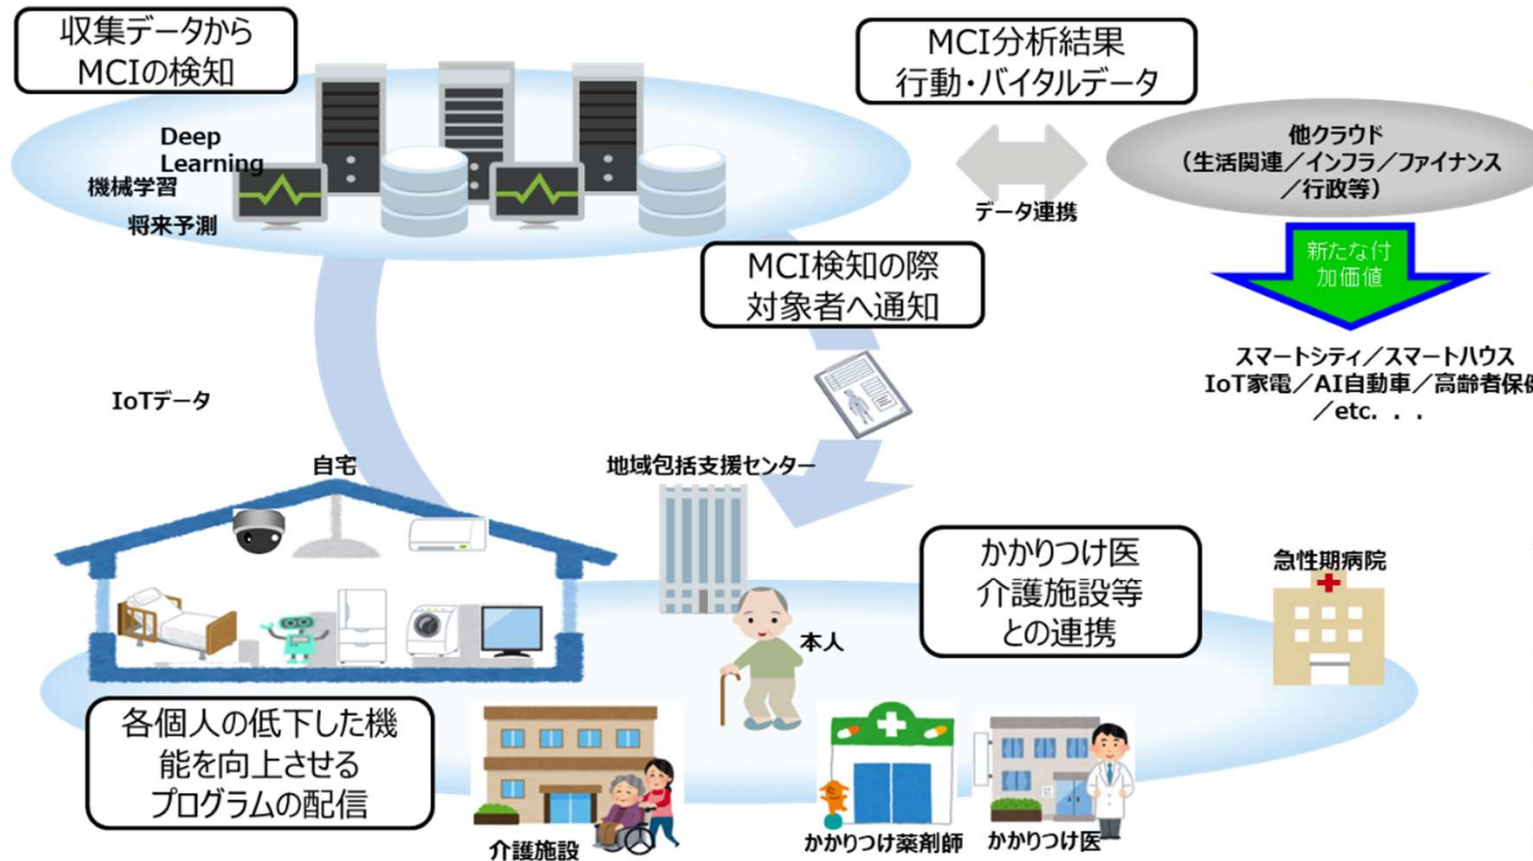 収集データから
MCIの検知
MCI分析結果
行動・バイタルデータ
Deep
Learning
機械学習
将来予測
他クラウド
（生活関連／インフラ／ファイナンス
／行政等）
データ連携
新たな付
加価値
MCI検知の際
対象者へ通知
スマートシティ／スマートハウス
IoT家電／AI自動車／高齢者保
／etc．．．
IoTデータ
自宅
地域包括支援センター
かかりつけ医
介護施設等
との連携
急性期病院
本人
各個人の低下した機
能を向上させる
プログラムの配信
介護施設
かかりつけ薬剤師
かかりつけ医